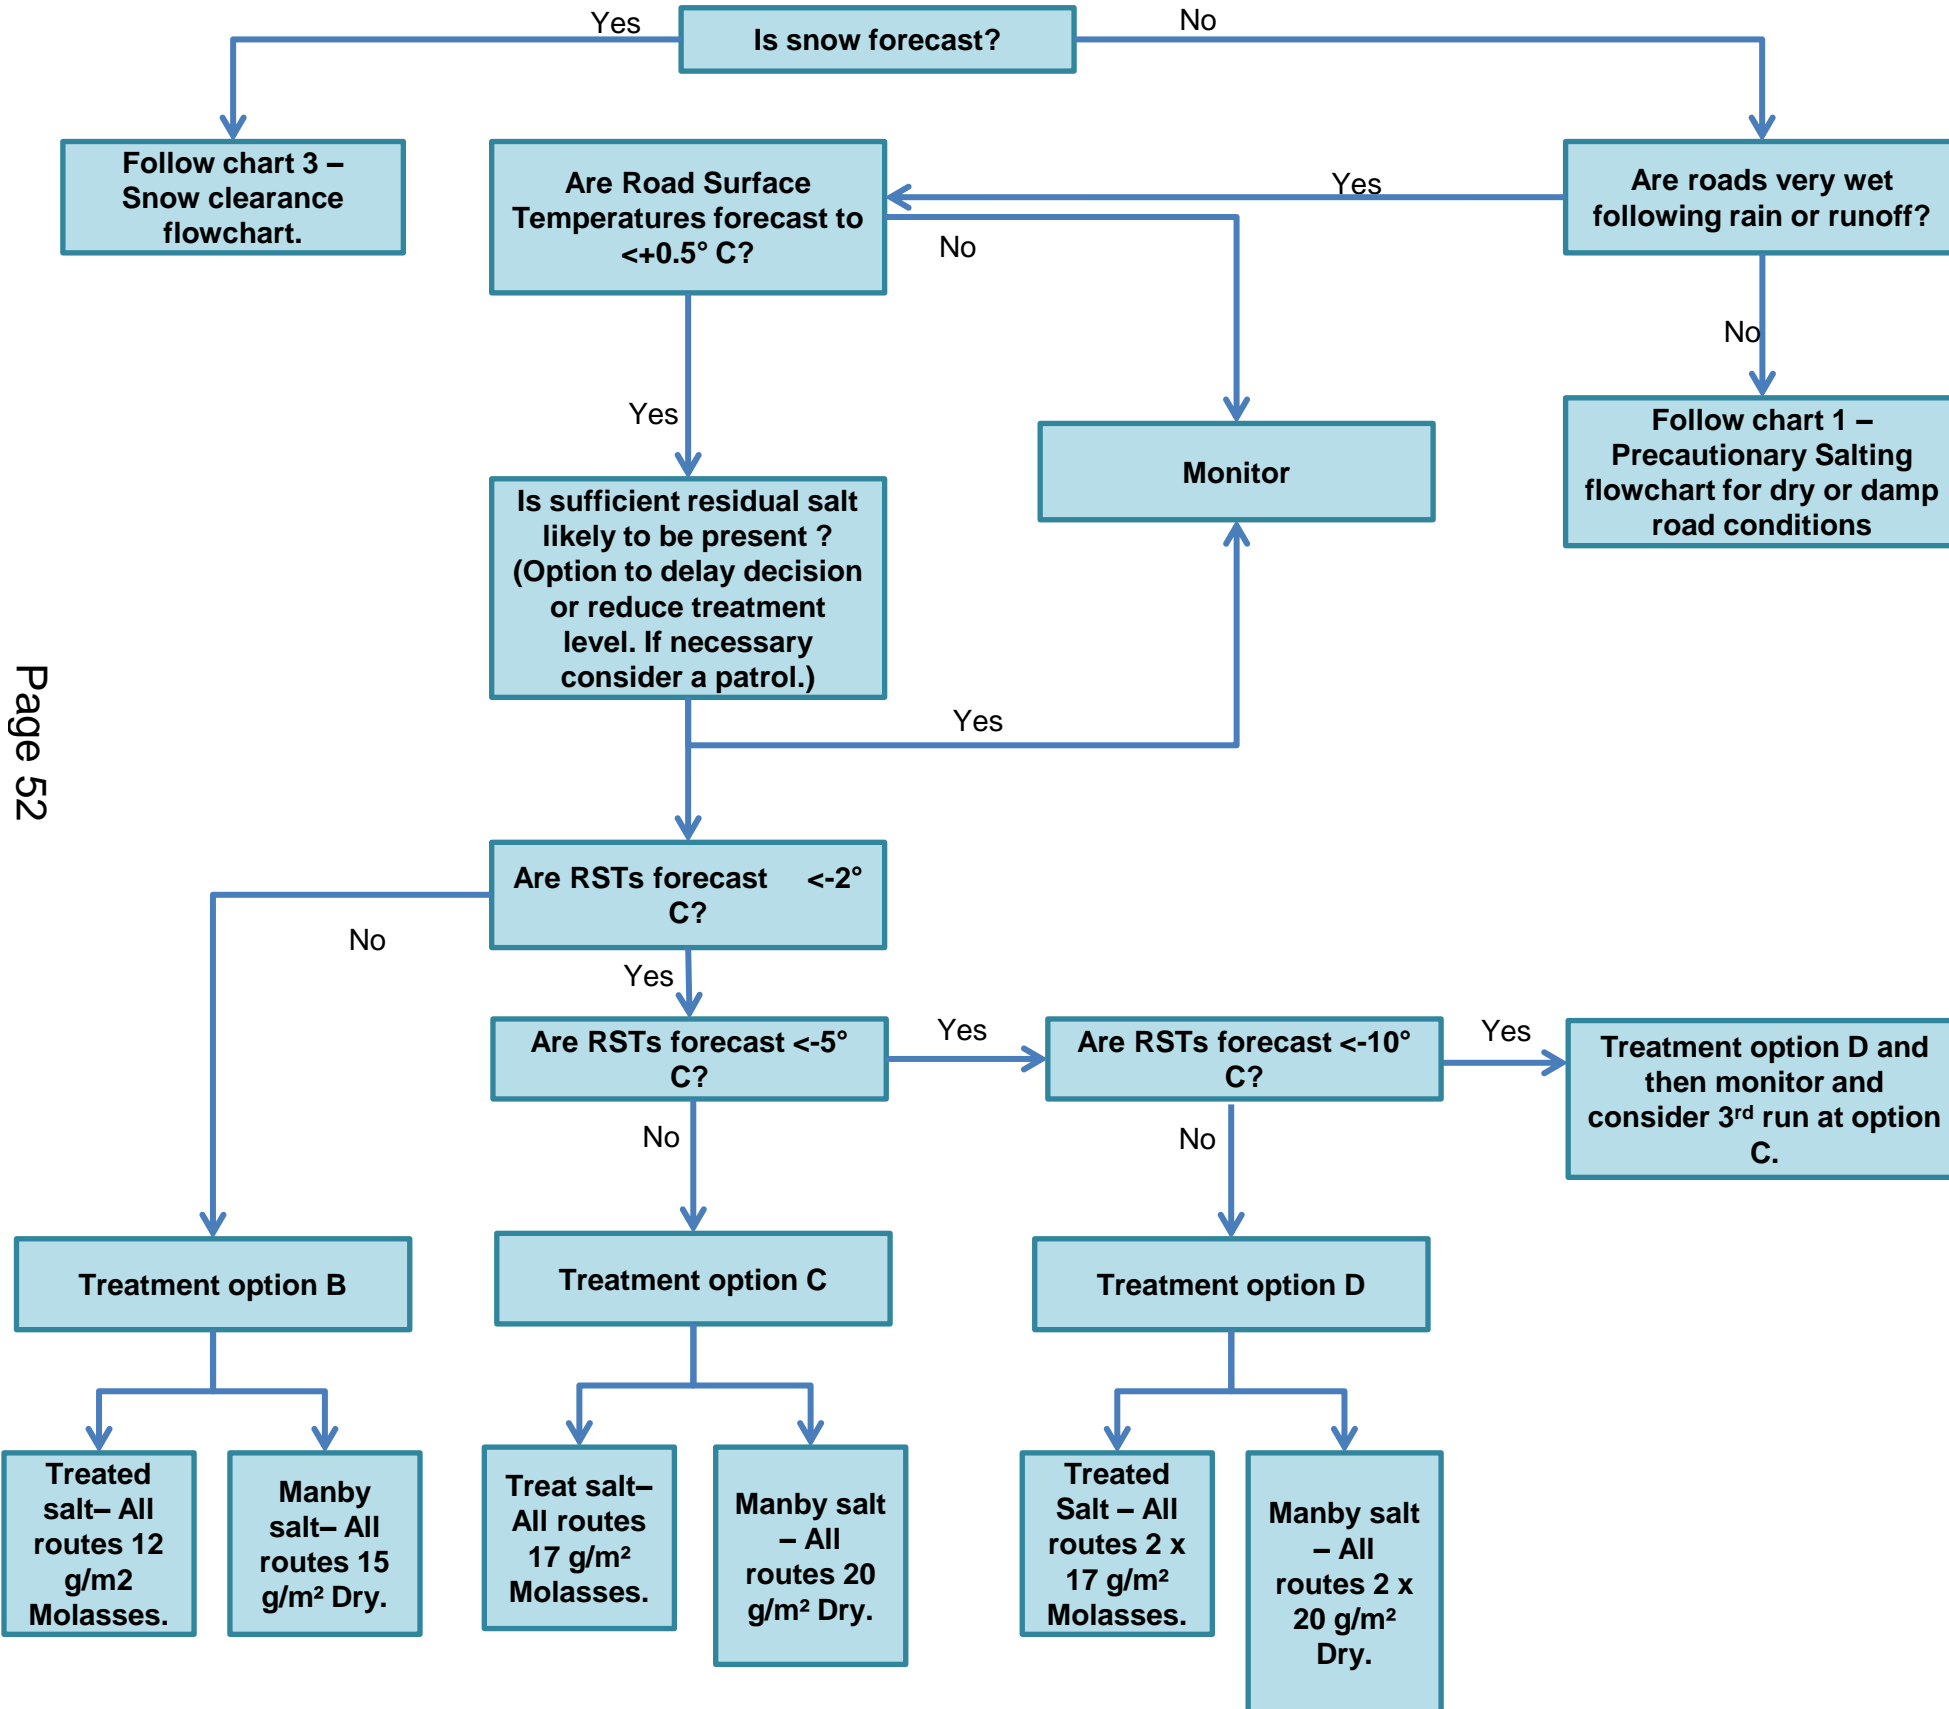 Yes
Is snow forecast?
No
Follow chart 3 –
Snow clearance
flowchart.
Are Road Surface
Temperatures forecast to
<+0.5° C?
Yes
Are roads very wet
following rain or runoff?
No
No
Yes
Monitor
Follow chart 1 –
Precautionary Salting
flowchart for dry or damp
road conditions
Is sufficient residual salt
likely to be present ?
(Option to delay decision
or reduce treatment
level. If necessary
consider a patrol.)
Yes
Page 52
Are RSTs forecast <-2°
C?
No
Yes
Are RSTs forecast <-5°
C?
Yes
Are RSTs forecast <-10°
C?
Yes
Treatment option D and
then monitor and
consider 3rd run at option
C.
No
No
Treatment option B
Treatment option C
Treatment option D
Treated
salt– All
routes 12
g/m2
Molasses.
Manby
salt– All
routes 15
g/m² Dry.
Treat salt–
All routes
17 g/m²
Molasses.
Manby salt
– All
routes 20
g/m² Dry.
Treated
Salt – All
routes 2 x
17 g/m²
Molasses.
Manby salt
– All
routes 2 x
20 g/m²
Dry.